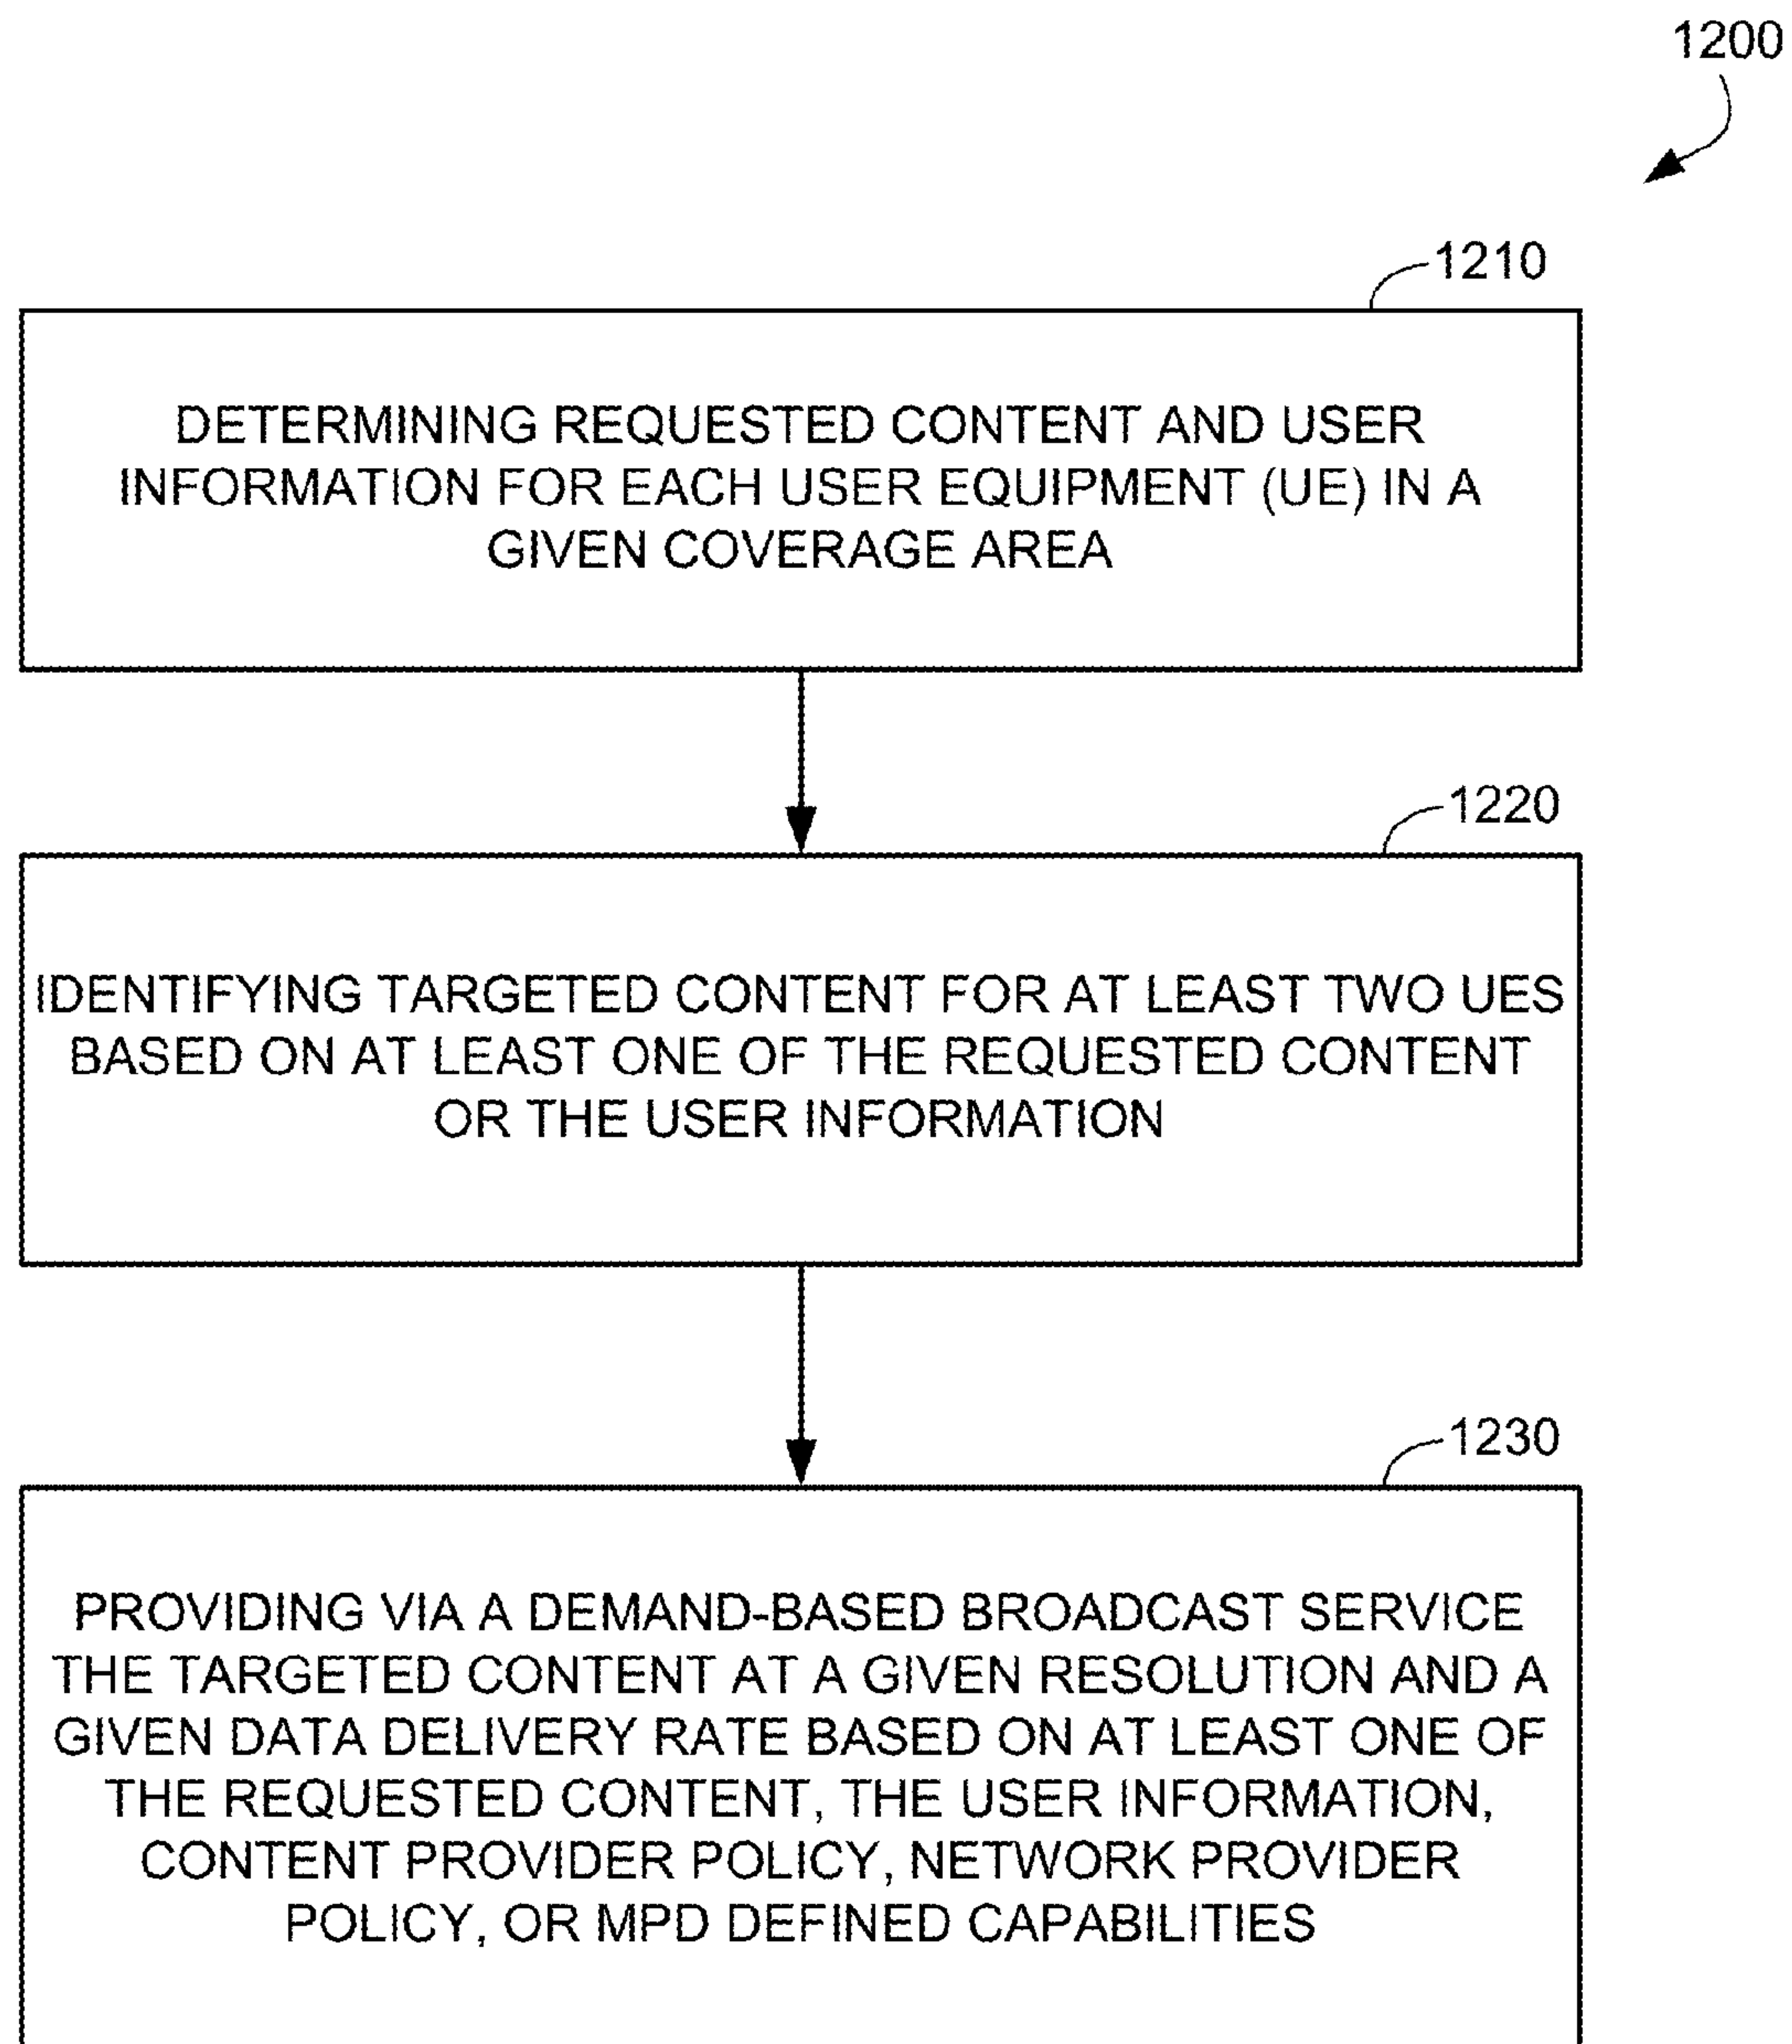 1200
1210
DETERMINING REQUESTED CONTENT AND USER
INFORMATION FOR EACH USER EQUIPMENT (UE) IN A
GIVEN COVERAGE AREA
1220
IDENTIFYING TARGETED CONTENT FOR AT LEAST TWO UES
BASED ON AT LEAST ONE OF THE REQUESTED CONTENT
OR THE USER INFORMATION
1230
PROVIDING VIA A DEMAND-BASED BROADCAST SERVICE
THE TARGETED CONTENT AT A GIVEN RESOLUTION AND A
GIVEN DATA DELIVERY RATE BASED ON AT LEAST ONE OF
THE REQUESTED CONTENT, THE USER INFORMATION,
CONTENT PROVIDER POLICY, NETWORK PROVIDER
POLICY, OR MPD DEFINED CAPABILITIES